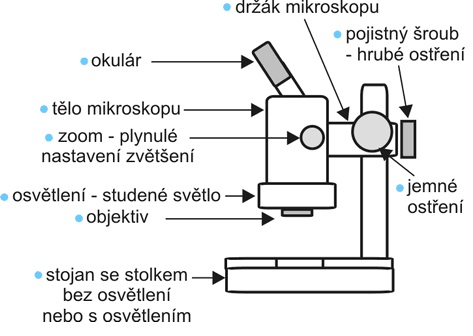 držák mikroskopu
pojistný šroub
- hrubé ostření
okulár
tělo mikroskopu
zoom - plynulé
nastavení zvětšení
jemné
ostření
osvětlení - studené světlo
objektiv
stojan se stolkem
bez osvětlení
nebo s osvětlením